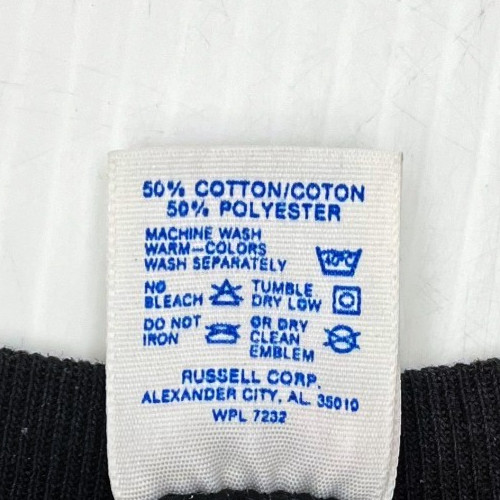 50% COTTON/COTON
50% POLYESTER
MACHINE WASH
WARM-COLORS
WASH SEPARATELY
40°C
NO
BLEACH
TUMBLE
DRY LOW
DO NOT
IRON
OR DRY
CLEAN
EMBLEM
RUSSELL CORP.
ALEXANDER CITY, AL. 35010
WPL 7232